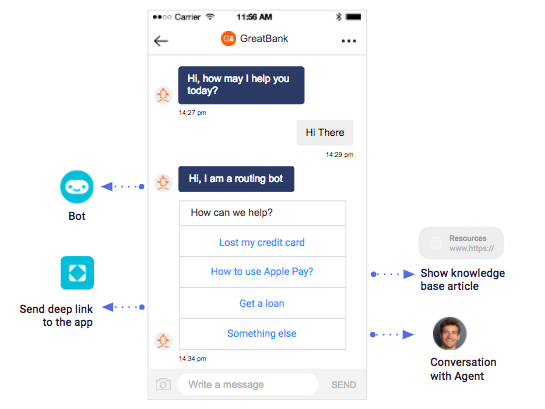 Carrier 11:56 AM
GreatBank
Hi, how may I help you
today?
14:27 pm
Hi There
14:29 pm
Hi, I am a routing bot
How can we help?
Lost my credit card
How to use Apple Pay?
Get a loan
Something else
14:34 pm
Write a message SEND
Bot
Send deep link
to the app
Resources
www.https://
Show knowledge
base article
Conversation
with Agent